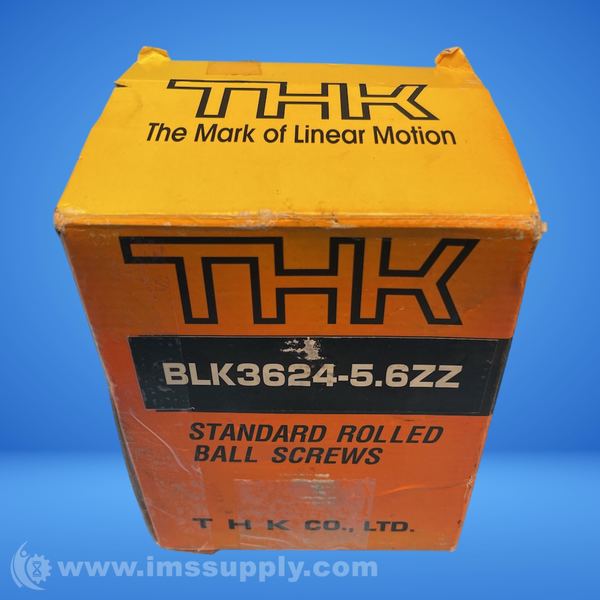 THK
The Mark of Linear Motion
THK
BLK3624-5.6ZZ
STANDARD ROLLED
BALL SCREWS
T H K CO., LTD.
www.imssupply.com